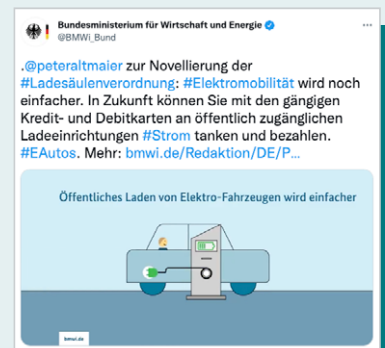 Bundesministerium für Wirtschaft und Energie
@BMWi_Bund
.@peteraltmaier zur Novellierung der
#Ladesäulenverordnung: #Elektromobilität wird noch
einfacher. In Zukunft können Sie mit den gängigen
Kredit- und Debitkarten an öffentlich zugänglichen
Ladeeinrichtungen #Strom tanken und bezahlen.
#EAutos. Mehr: bmwi.de/Redaktion/DE/P...
Öffentliches Laden von Elektro-Fahrzeugen wird einfacher
bmwi.de